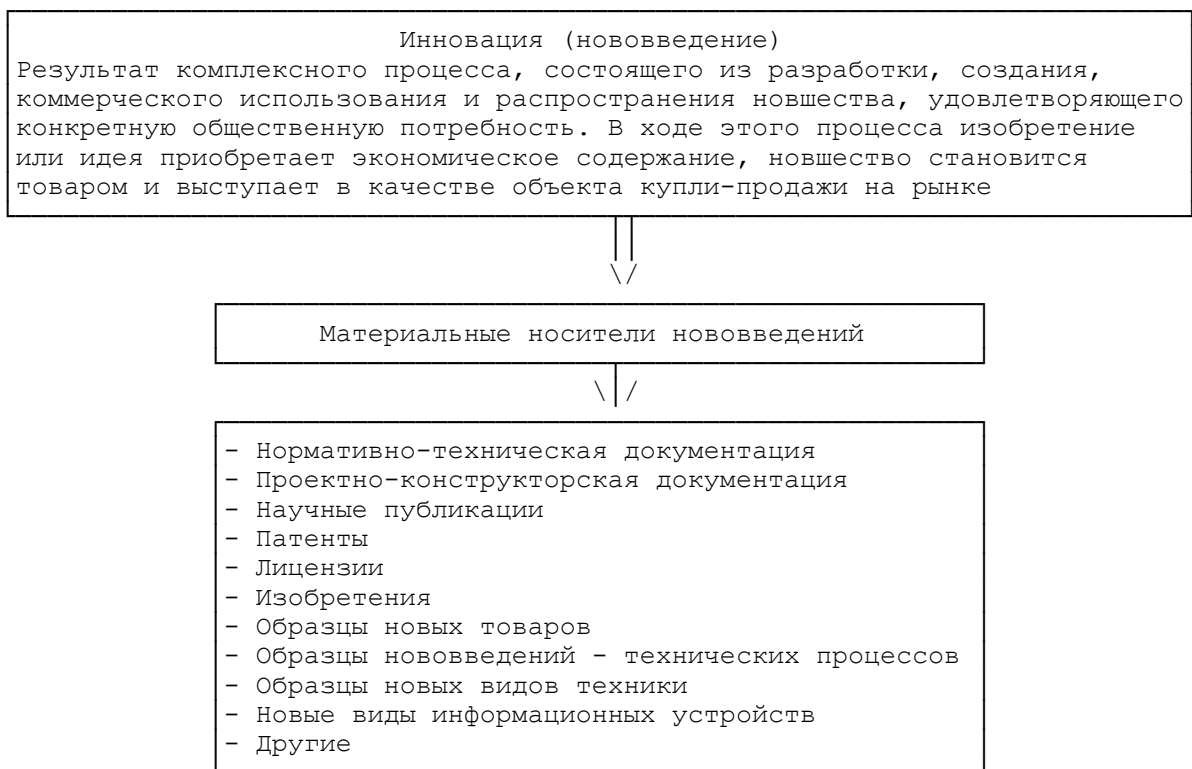 Инновация (нововведение)
Результат комплексного процесса, состоящего из разработки, создания,
коммерческого использования и распространения новшества, удовлетворяющего
конкретную общественную потребность. В ходе этого процесса изобретение
или идея приобретает экономическое содержание, новшество становится
товаром и выступает в качестве объекта купли-продажи на рынке
Материальные носители нововведений
- Нормативно-техническая документация
- Проектно-конструкторская документация
- Научные публикации
- Патенты
- Лицензии
- Изобретения
- Образцы новых товаров
- Образцы нововведений - технических процессов
- Образцы новых видов техники
- Новые виды информационных устройств
- Другие